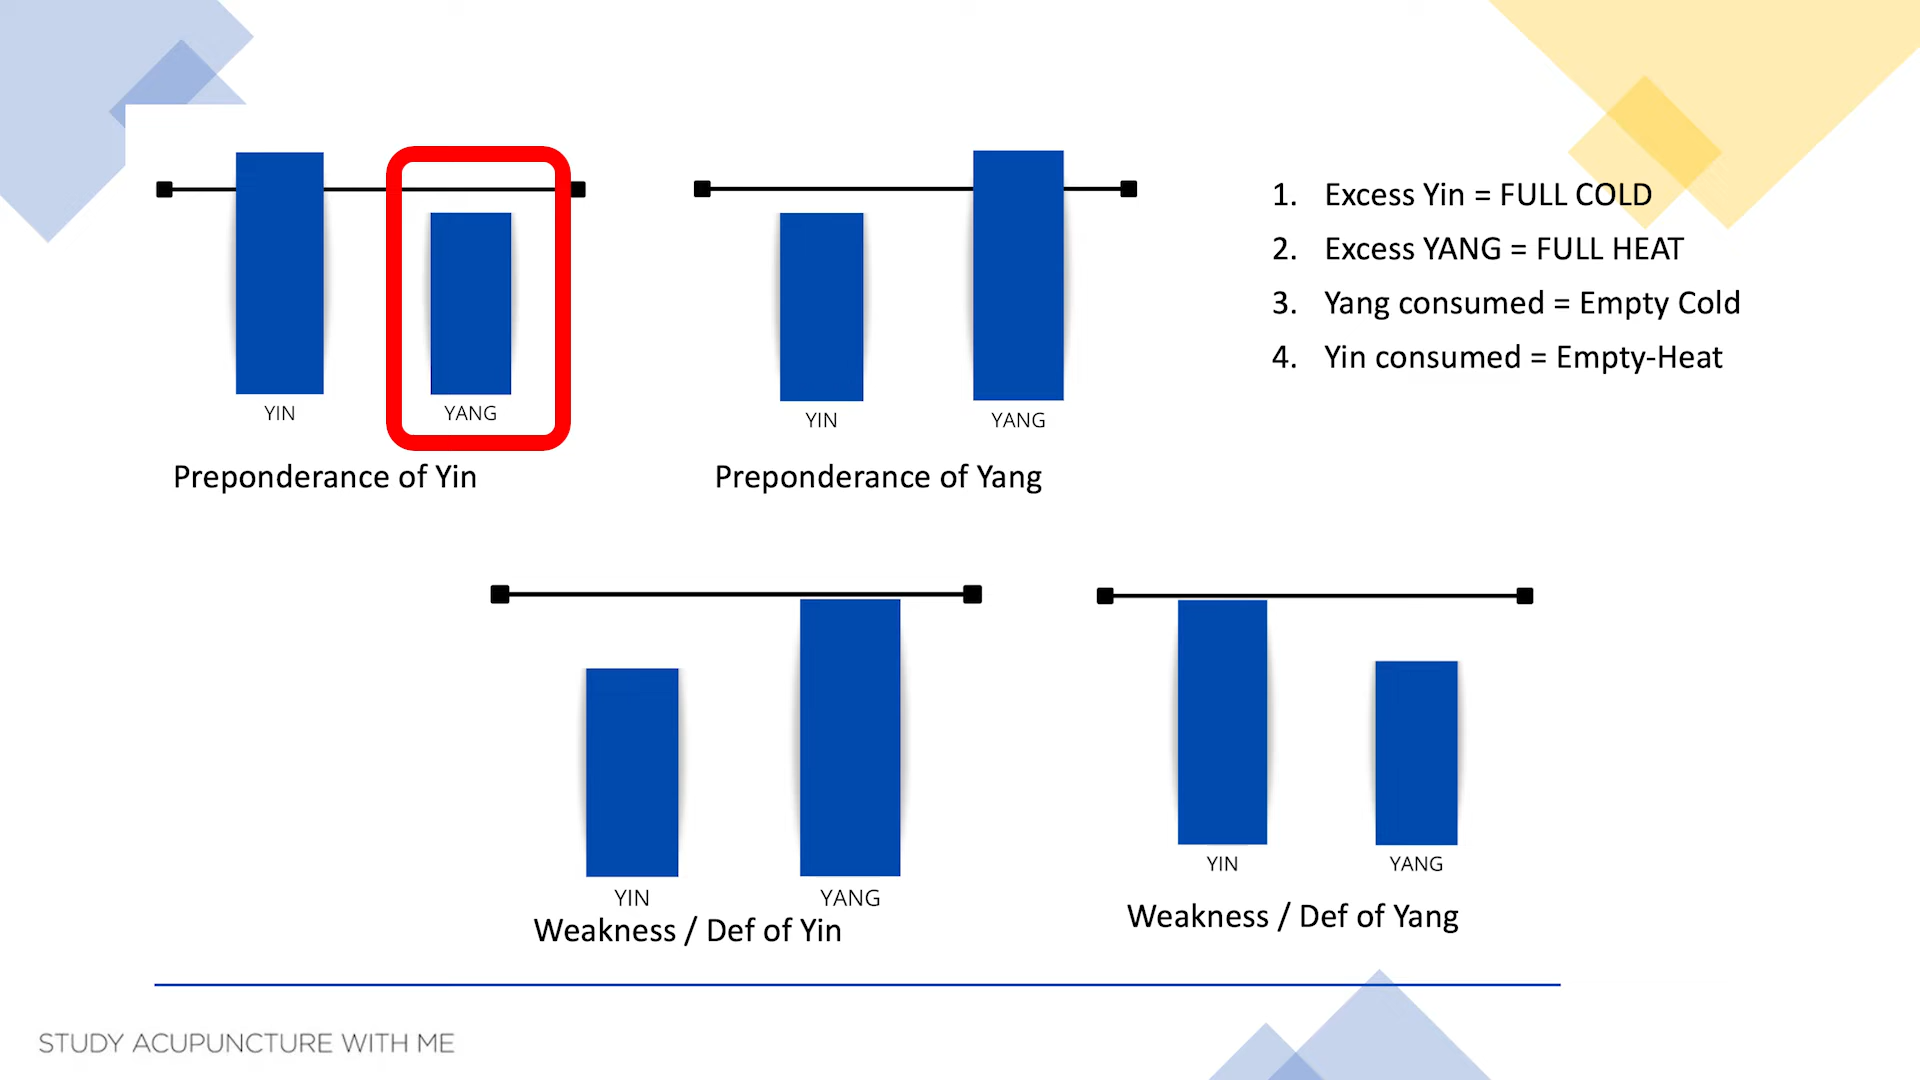 YIN
YANG
Preponderance of Yin
YIN
YANG
Preponderance of Yang
1. Excess Yin = FULL COLD
2. Excess YANG = FULL HEAT
3. Yang consumed = Empty Cold
4. Yin consumed = Empty-Heat
YIN
YANG
Weakness / Def of Yin
YIN
YANG
Weakness / Def of Yang
STUDY ACUPUNCTURE WITH ME